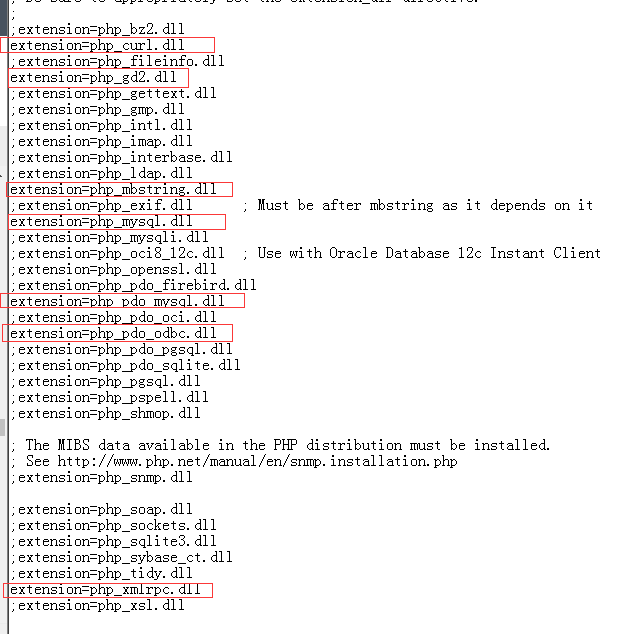 ; Be sure to appropriately set the extension_dir directive.
;
;extension=php_bz2.dll
extension=php_curl.dll
;extension=php_fileinfo.dll
extension=php_gd2.dll
;extension=php_gettext.dll
;extension=php_gmp.dll
;extension=php_intl.dll
;extension=php_imap.dll
;extension=php_interbase.dll
;extension=php_ldap.dll
extension=php_mbstring.dll
;extension=php_exif.dll      ; Must be after mbstring as it depends on it
extension=php_mysql.dll
;extension=php_mysqli.dll
;extension=php_oci8_12c.dll  ; Use with Oracle Database 12c Instant Client
;extension=php_openssl.dll
;extension=php_pdo_firebird.dll
extension=php_pdo_mysql.dll
;extension=php_pdo_oci.dll
extension=php_pdo_odbc.dll
;extension=php_pdo_pgsql.dll
;extension=php_pdo_sqlite.dll
;extension=php_pgsql.dll
;extension=php_pspell.dll
;extension=php_shmop.dll
; The MIBS data available in the PHP distribution must be installed.
; See http://www.php.net/manual/en/snmp.installation.php
;extension=php_snmp.dll
;extension=php_soap.dll
;extension=php_sockets.dll
;extension=php_sqlite3.dll
;extension=php_sybase_ct.dll
;extension=php_tidy.dll
extension=php_xmlrpc.dll
;extension=php_xsl.dll